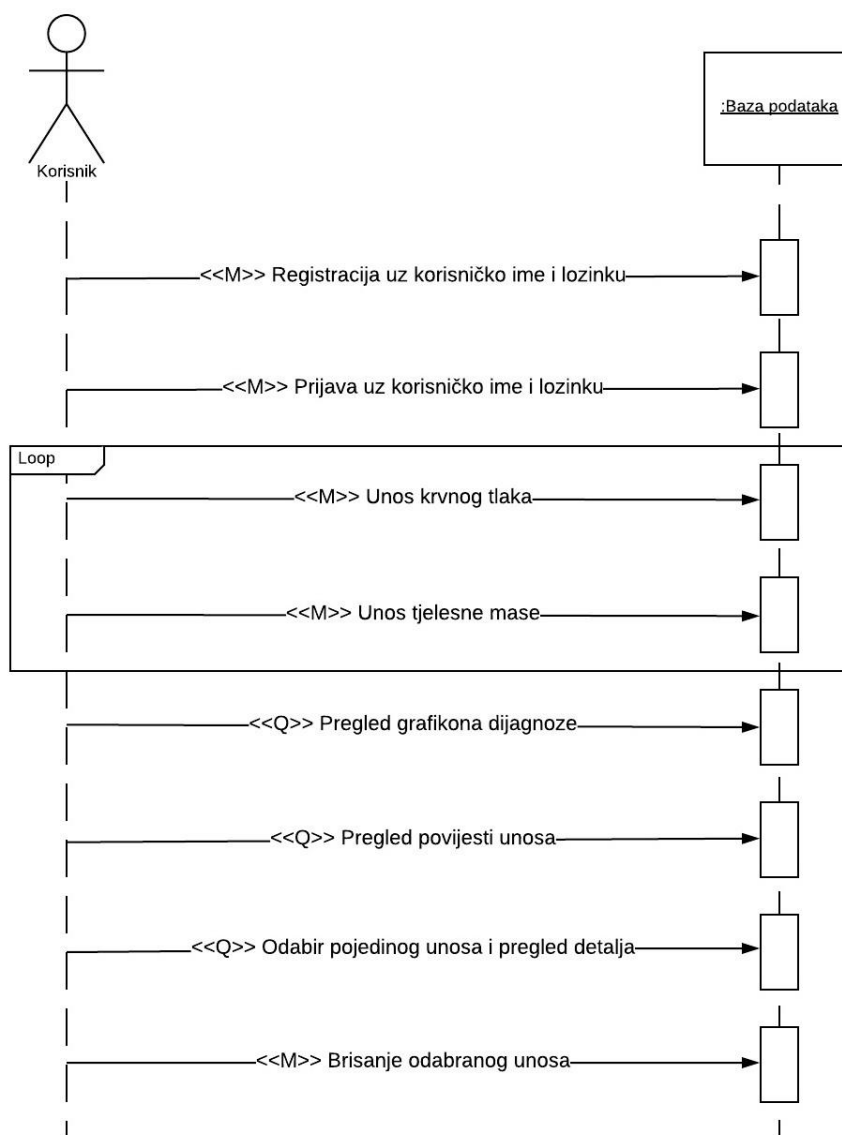 :Baza podataka
Korisnik
<<M>> Registracija uz korisničko ime i lozinku
<<M>> Prijava uz korisničko ime i lozinku
Loop
<<M>> Unos krvnog tlaka
<<M>> Unos tjelesne mase
<<Q>> Pregled grafikona dijagnoze
<<Q>> Pregled povijesti unosa
<<Q>> Odabir pojedinog unosa i pregled detalja
<<M>> Brisanje odabranog unosa